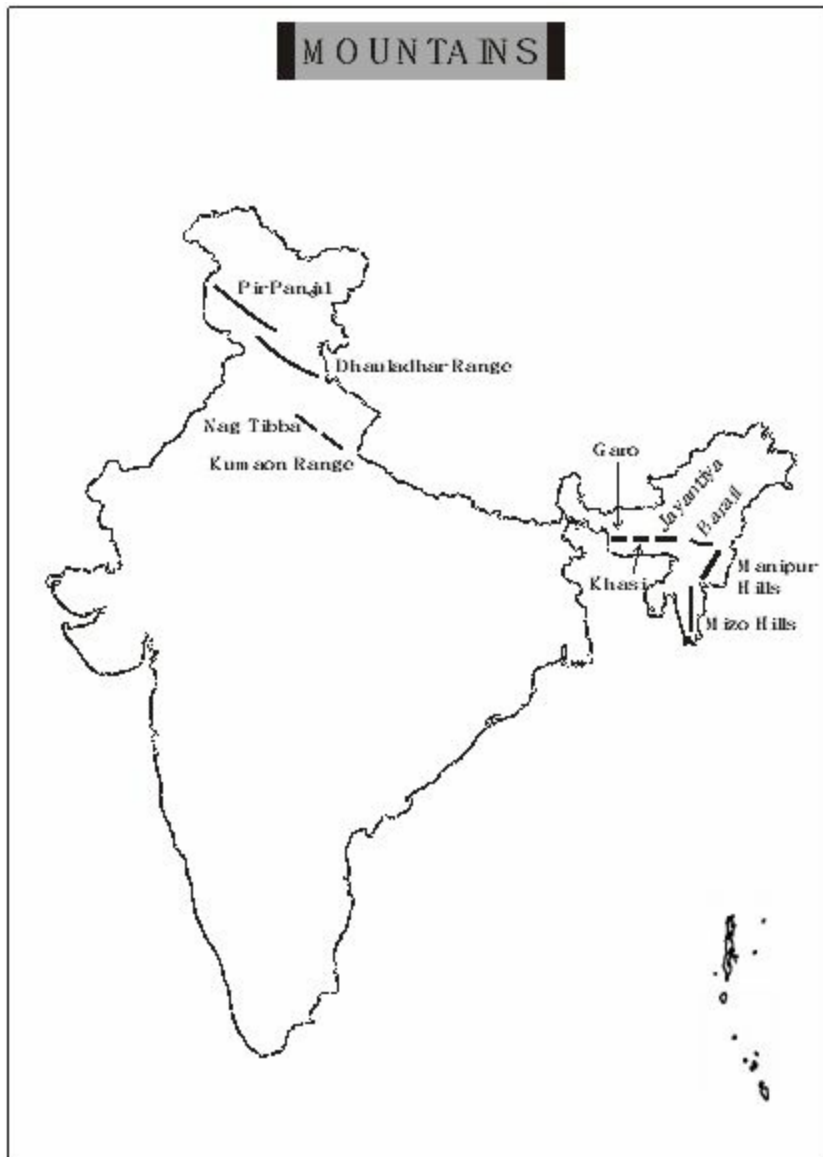 MOUNTAINS
Pir Panjal
Dhauladhar Range
Nag Tibba
Kumaon Range
Garo
Jayantiya
Barail
Khasi
Manipur
Hills
Mizo Hills